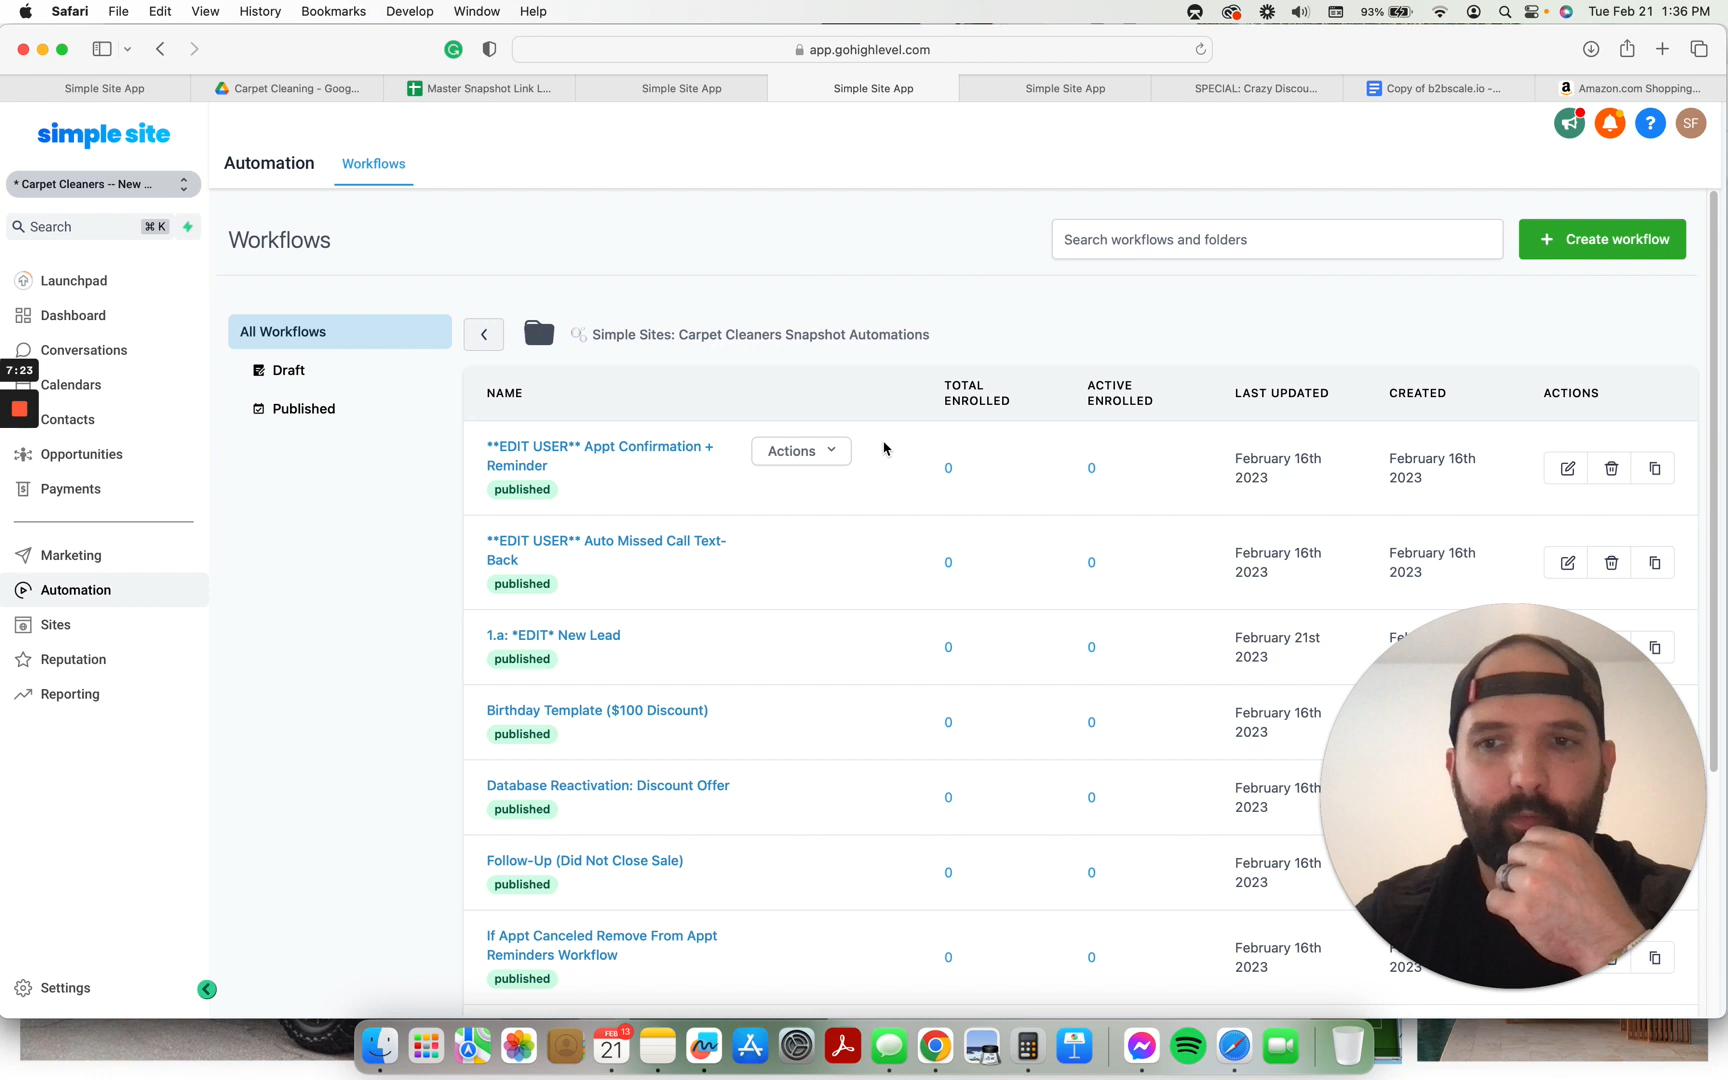 Safari File Edit View History Bookmarks Develop Window Help
93% Tue Feb 21 1:36 PM
app.gohighlevel.com
Simple Site App
Carpet Cleaning - Goog...
Master Snapshot Link L...
Simple Site App
Simple Site App
Simple Site App
SPECIAL: Crazy Discou...
Copy of b2bscale.io -...
Amazon.com Shopping...
simple site
? SF
Automation Workflows
* Carpet Cleaners -- New ...
Search ⌘ K
Launchpad
Dashboard
Conversations
7:23
Calendars
Contacts
Opportunities
Payments
Marketing
Automation
Sites
Reputation
Reporting
Settings
Workflows
Search workflows and folders
+ Create workflow
All Workflows
Draft
Published
Simple Sites: Carpet Cleaners Snapshot Automations
NAME
TOTAL
ENROLLED
ACTIVE
ENROLLED
LAST UPDATED
CREATED
ACTIONS
**EDIT USER** Appt Confirmation +
Reminder
published
Actions
0
0
February 16th
2023
February 16th
2023
**EDIT USER** Auto Missed Call Text-
Back
published
0
0
February 16th
2023
February 16th
2023
1.a: *EDIT* New Lead
published
0
0
February 21st
2023
Birthday Template ($100 Discount)
published
0
0
February 16th
2023
Database Reactivation: Discount Offer
published
0
0
February 16th
2023
Follow-Up (Did Not Close Sale)
published
0
0
February 16th
2023
If Appt Canceled Remove From Appt
Reminders Workflow
published
0
0
February 16th
2023
2023
FEB 13
21